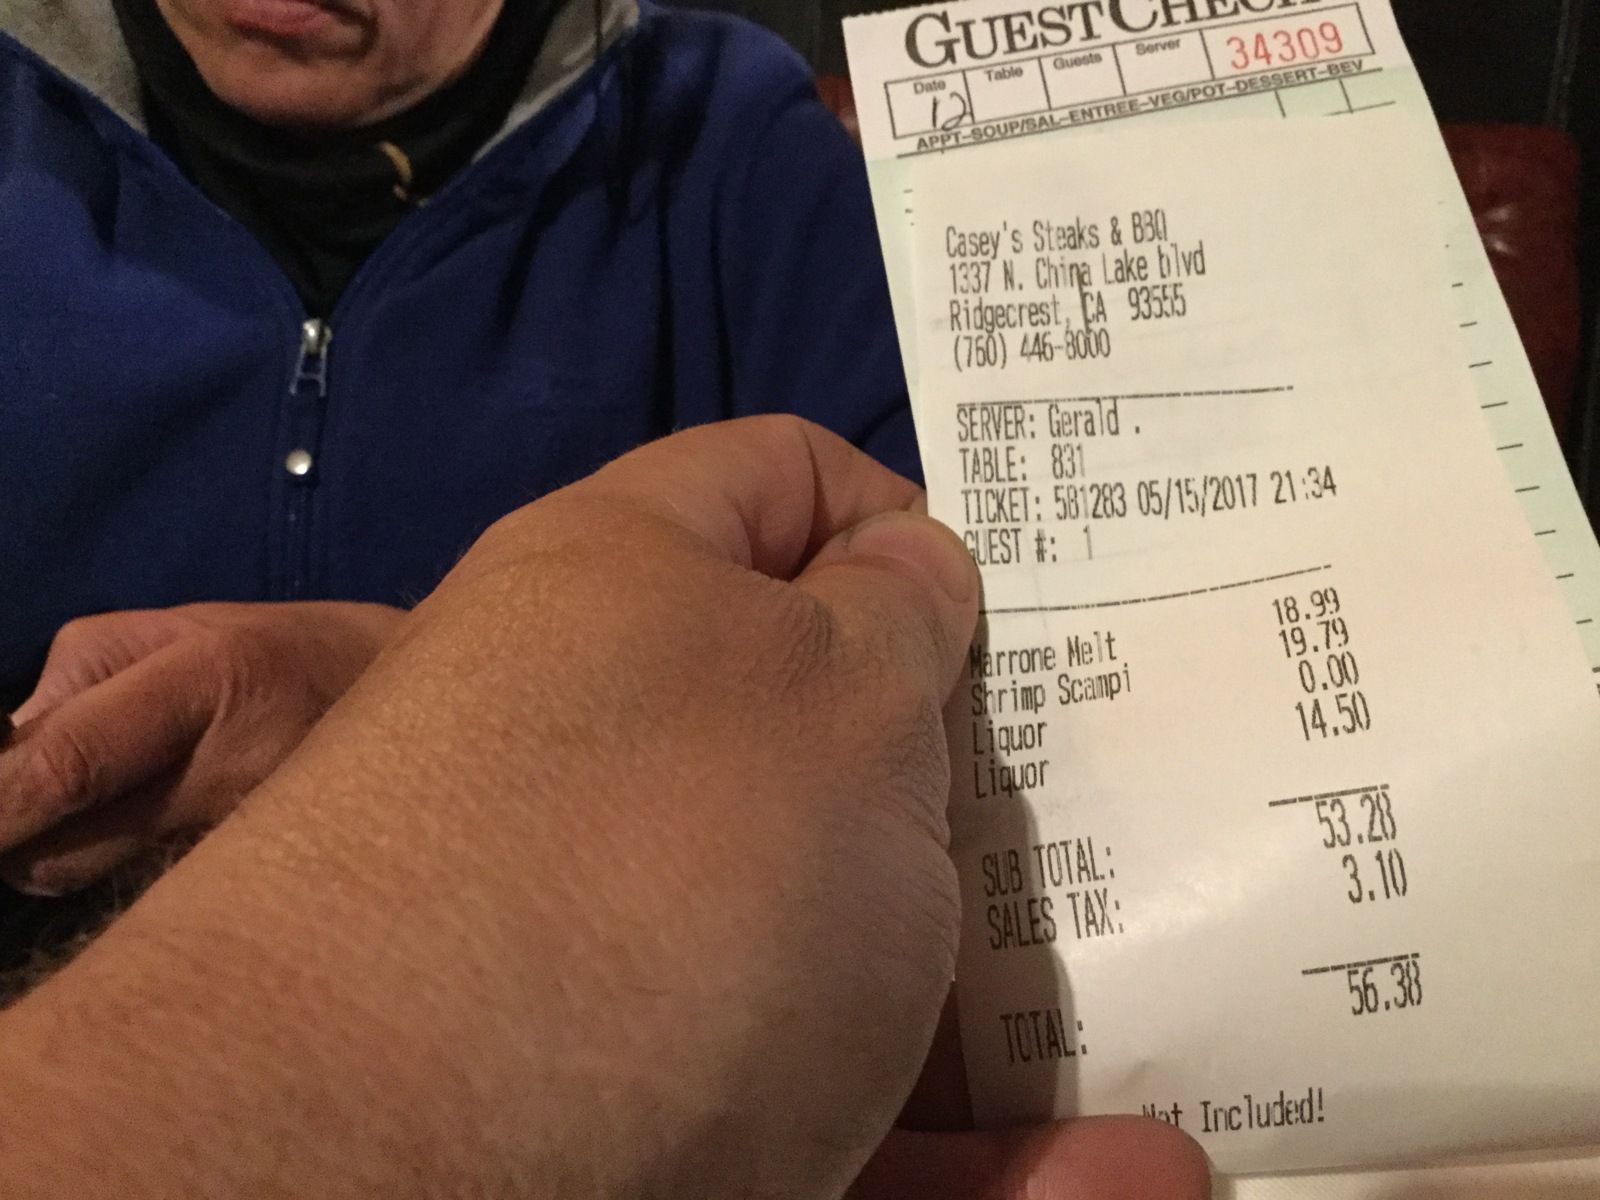 GUEST CHECK
Date Table Guests Server 34309
12
APPT-SOUP/SAL-ENTREE-VEG/POT-DESSERT-BEV
Casey's Steaks & BBQ
1337 N. China Lake blvd
Ridgecrest, CA 93555
(760) 446-8000
SERVER: Gerald .
TABLE: 831
TICKET: 581283 05/15/2017 21:34
GUEST #: 1
Marrone Melt 18.99
Shrimp Scampi 19.79
Liquor 0.00
Liquor 14.50
SUB TOTAL: 53.28
SALES TAX: 3.10
TOTAL: 56.38
Not Included!